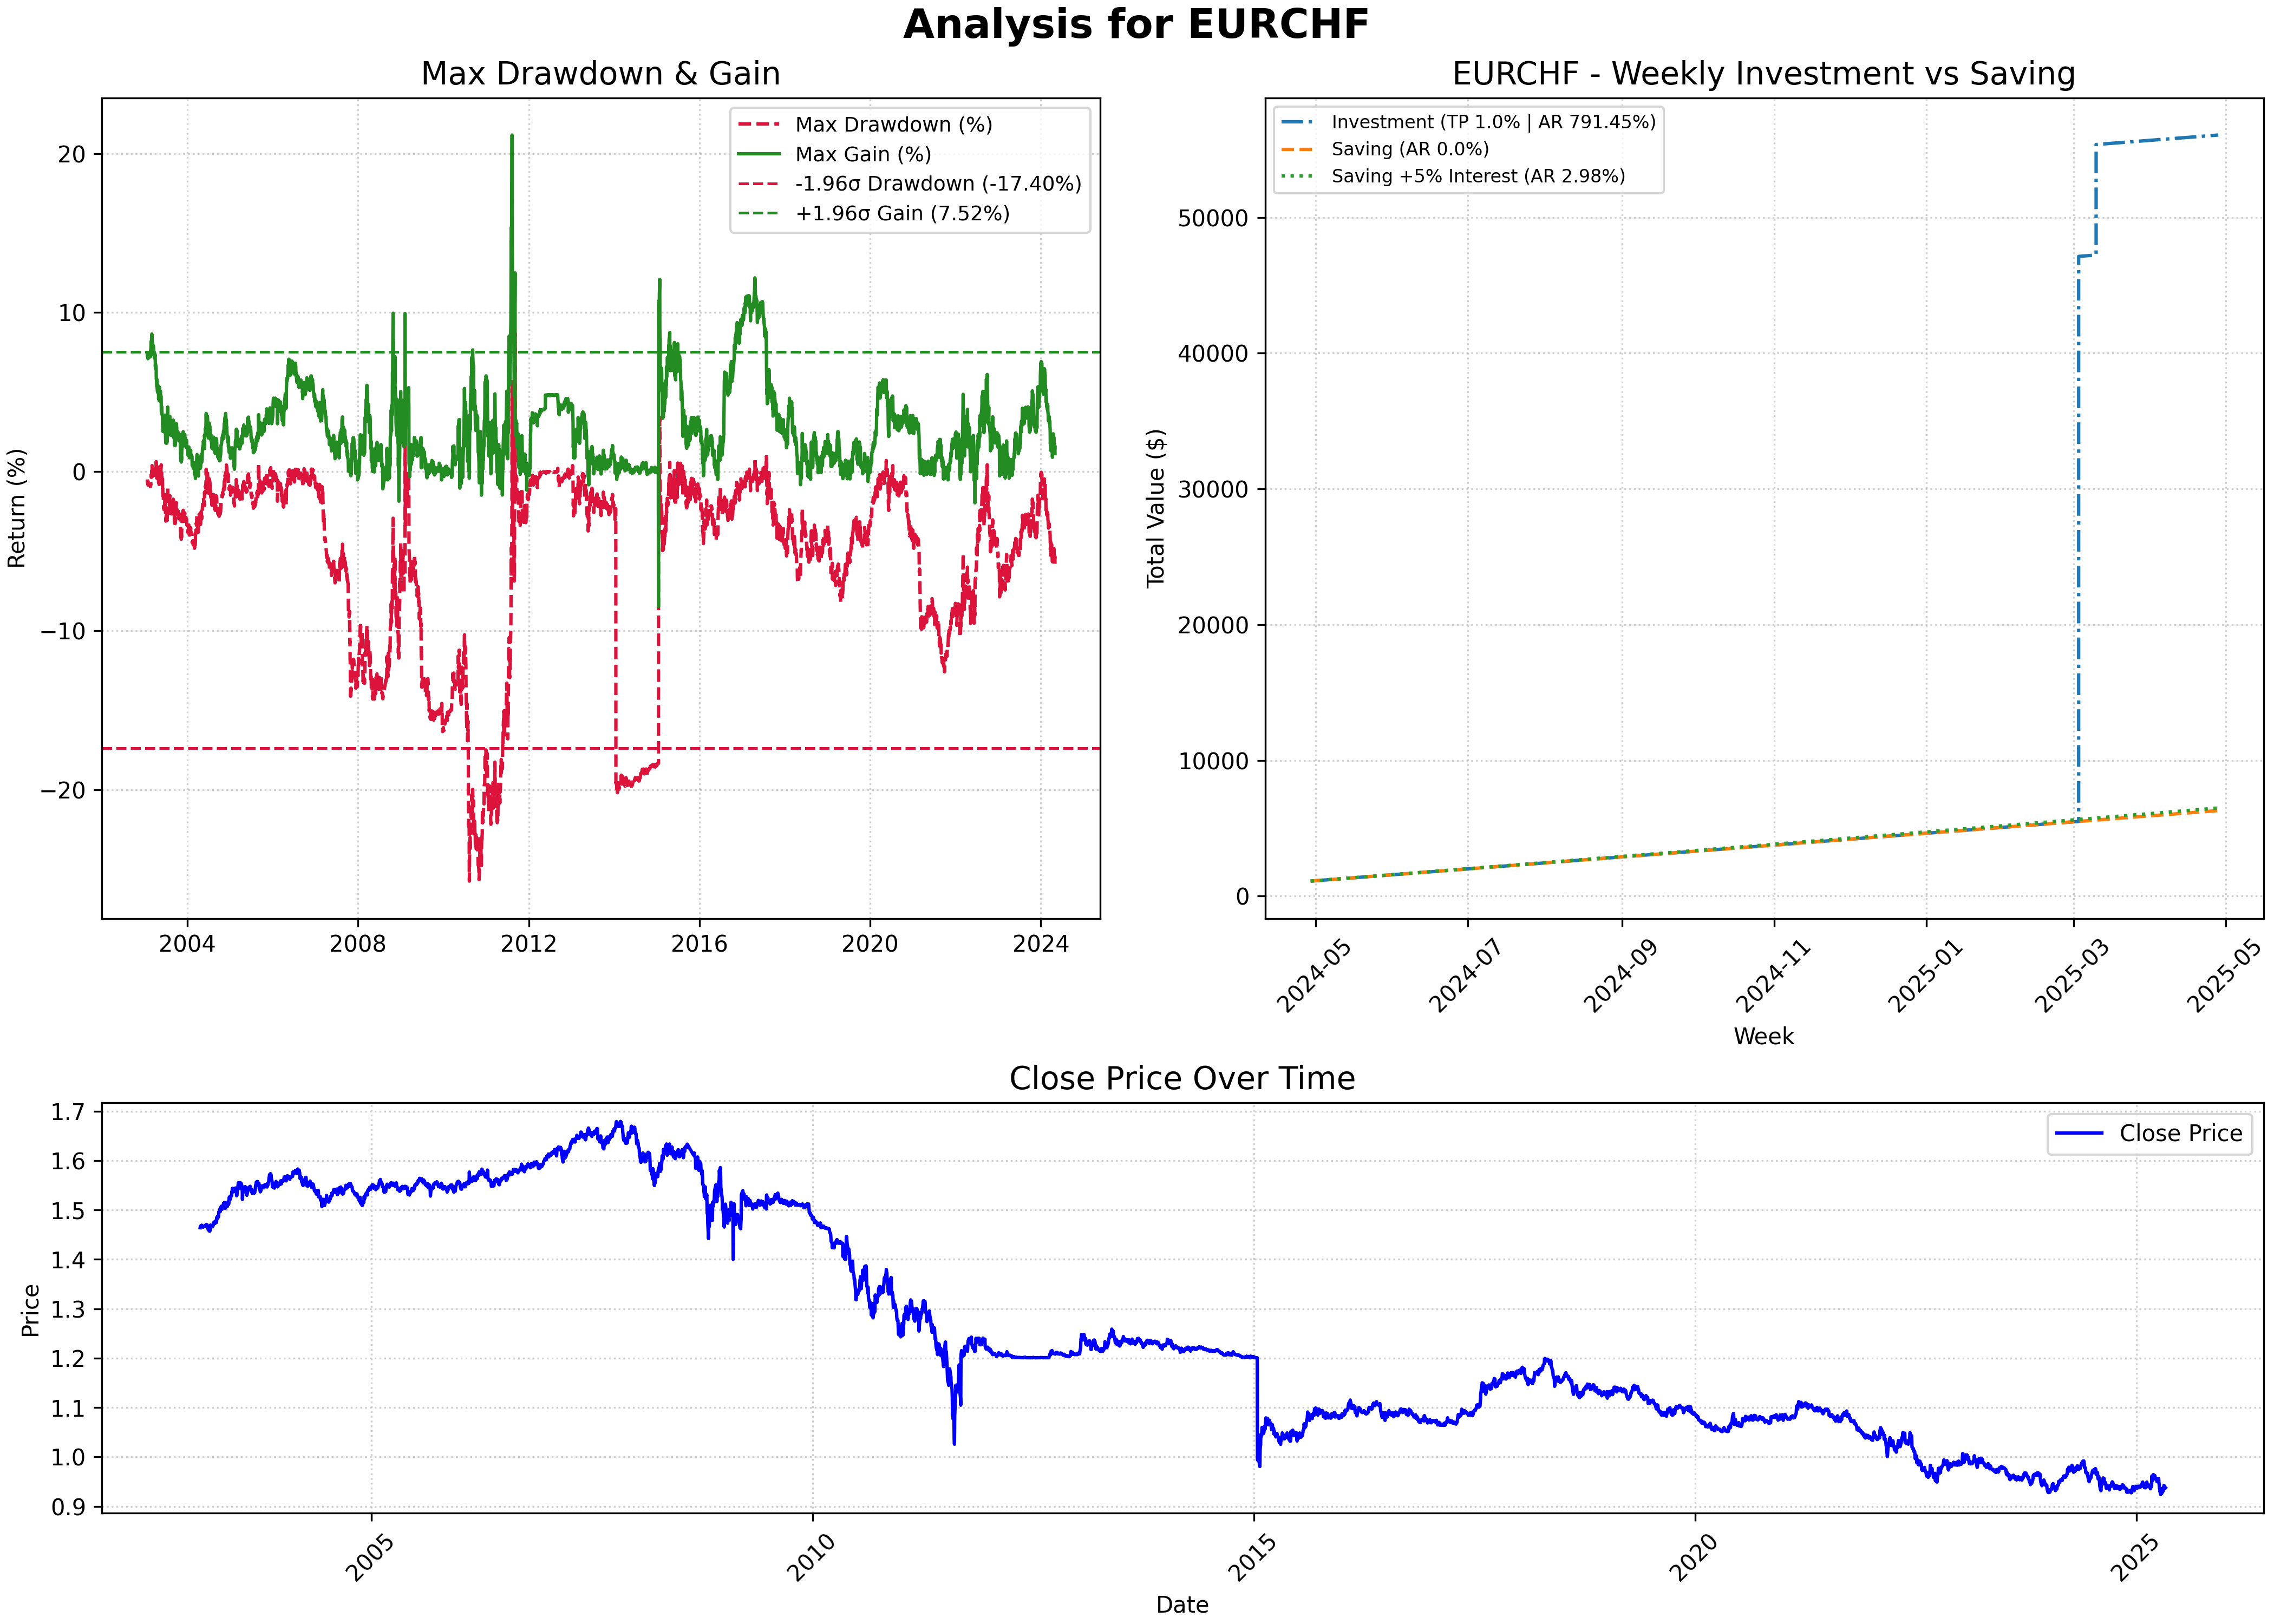 Analysis for EURCHF
Max Drawdown & Gain
Max Drawdown (%)
Max Gain (%)
-1.96σ Drawdown (-17.40%)
+1.96σ Gain (7.52%)
Return (%)
20
10
0
−10
−20
2004
2008
2012
2016
2020
2024
EURCHF - Weekly Investment vs Saving
Investment (TP 1.0% | AR 791.45%)
Saving (AR 0.0%)
Saving +5% Interest (AR 2.98%)
Total Value ($)
50000
40000
30000
20000
10000
0
2024-05
2024-07
2024-09
2024-11
2025-01
2025-03
2025-05
Week
Close Price Over Time
Close Price
Price
1.7
1.6
1.5
1.4
1.3
1.2
1.1
1.0
0.9
2005
2010
2015
2020
2025
Date